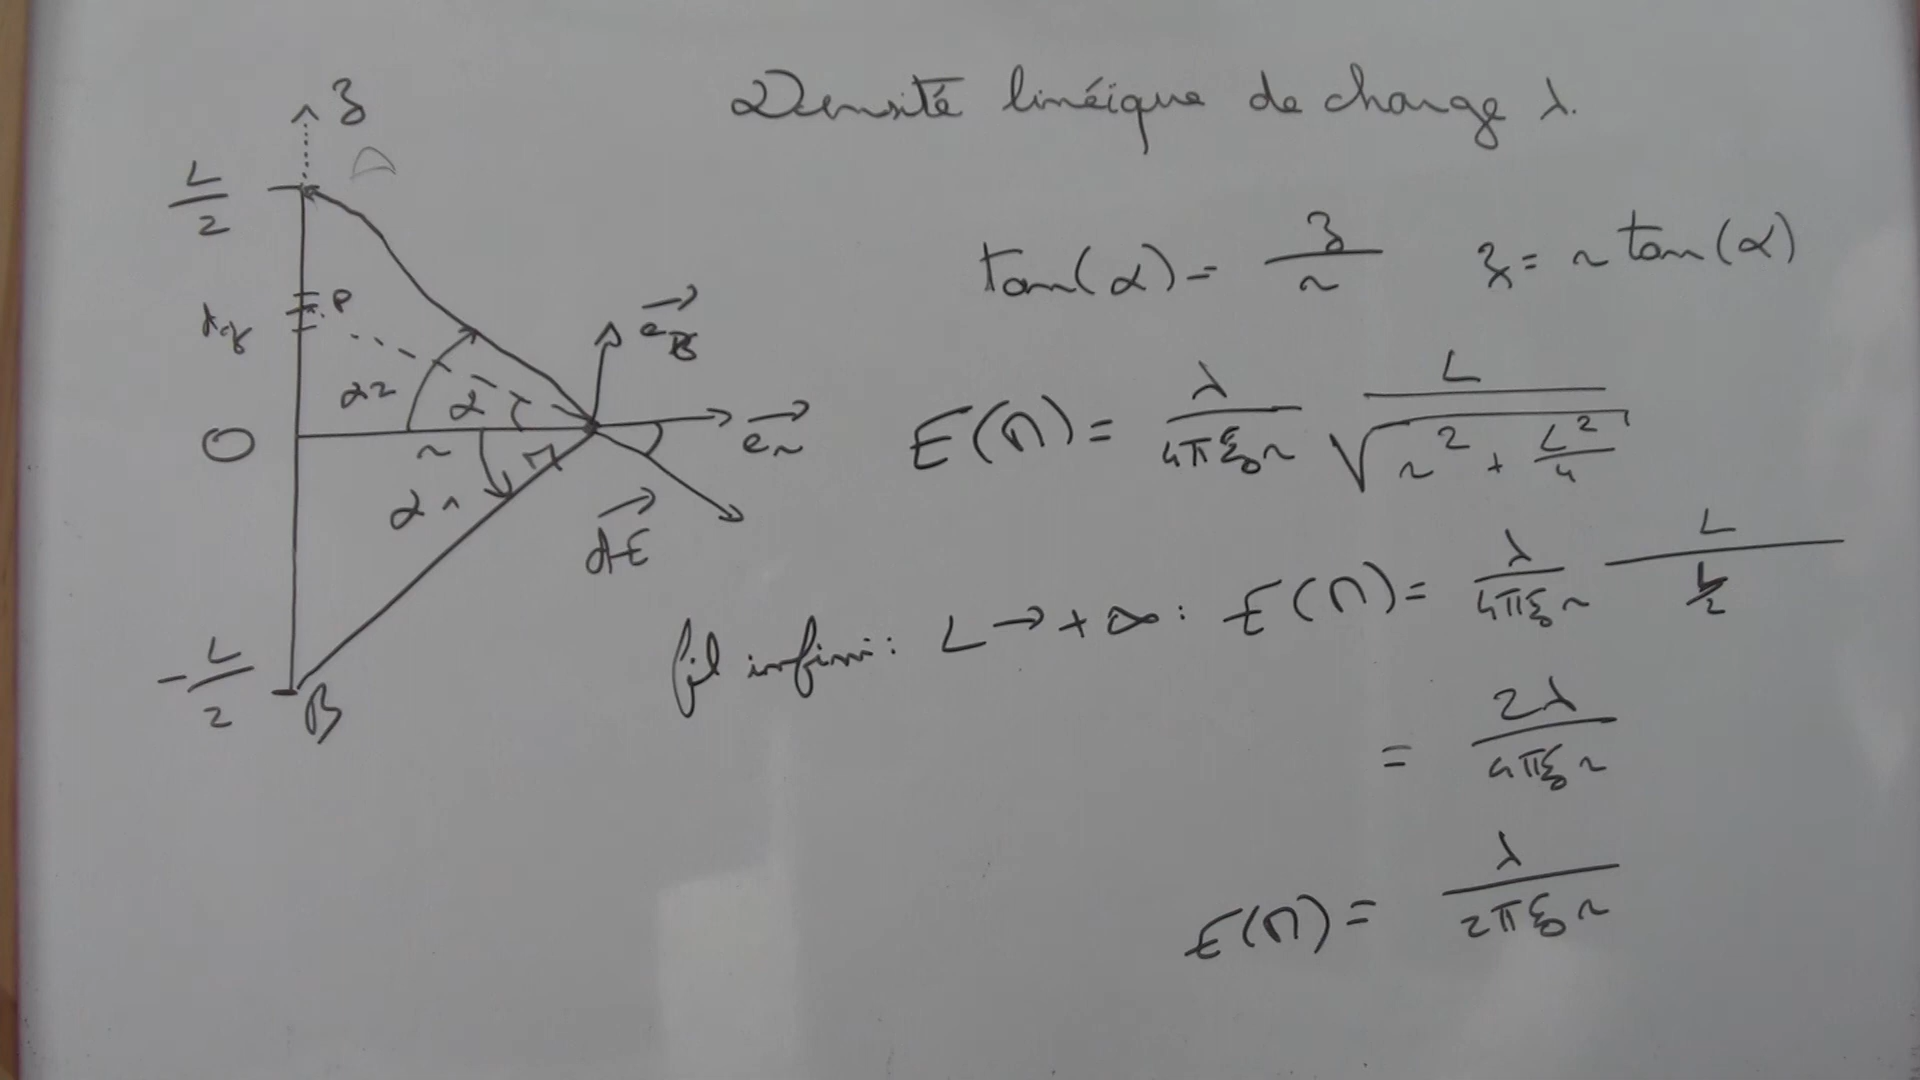 Densité linéique de charge λ.
z
L/2
A
P
dq
α2
α
O
r
M
α1
-L/2
B
e_z
e_r
dE
tan(α) = z/r z = r tan(α)
E(M) = λ/(4πε₀r) L/√(r² + L²/4)
fil infini : L → +∞ : E(M) = λ/(4πε₀r) L/(L/2)
= 2λ/(4πε₀r)
E(M) = λ/(2πε₀r)